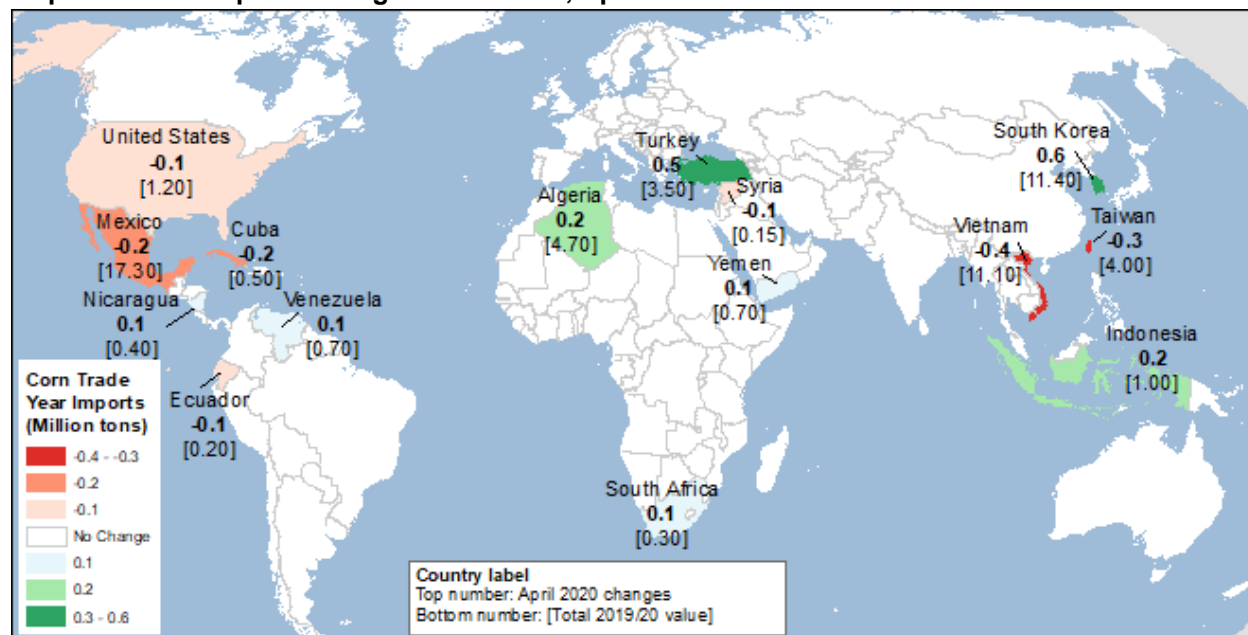 United States
-0.1
[1.20]
Mexico
-0.2
[17.30]
Cuba
-0.2
[0.50]
Nicaragua
0.1
[0.40]
Venezuela
0.1
[0.70]
Ecuador
-0.1
[0.20]
Turkey
0.5
[3.50]
Algeria
0.2
[4.70]
Syria
-0.1
[0.15]
Yemen
0.1
[0.70]
South Africa
0.1
[0.30]
South Korea
0.6
[11.40]
Taiwan
-0.3
[4.00]
Vietnam
-0.4
[11.10]
Indonesia
0.2
[1.00]
Corn Trade
Year Imports
(Million tons)
-0.4 - -0.3
-0.2
-0.1
No Change
0.1
0.2
0.3 - 0.6
Country label
Top number: April 2020 changes
Bottom number: [Total 2019/20 value]